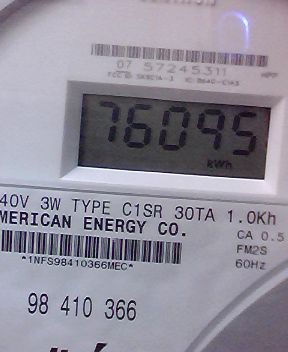 07 57245311
76095
kWh
40V 3W TYPE C1SR 30TA 1.0Kh
MERICAN ENERGY CO.
CA 0.5
FM2S
*1NFS98410366MEC*
60Hz
98 410 366